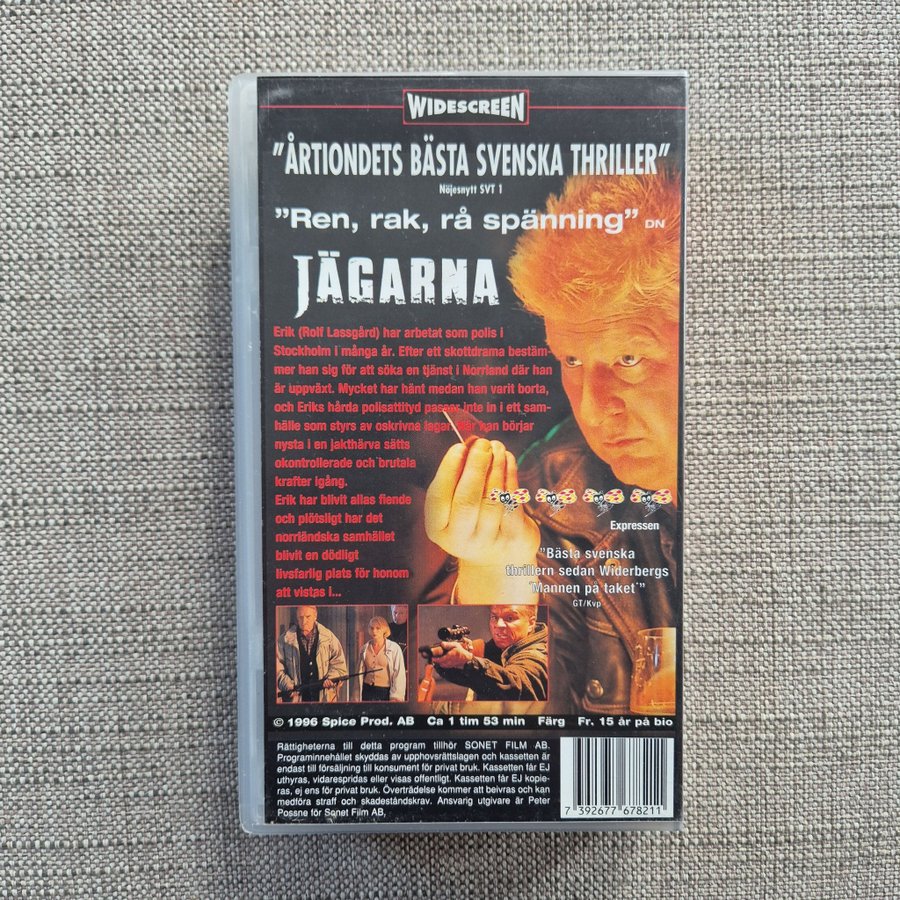 WIDESCREEN
"ÅRTIONDETS BÄSTA SVENSKA THRILLER"
Nöjesnytt SVT 1
"Ren, rak, rå spänning" DN
JÄGARNA
Erik (Rolf Lassgård) har arbetat som polis i
Stockholm i många år. Efter ett skottdrama bestäm-
mer han sig för att söka en tjänst i Norrland där han
är uppväxt. Mycket har hänt medan han varit borta,
och Eriks hårda polisattityd passar inte in i ett sam-
hälle som styrs av oskrivna lagar. När han börjar
nysta i en jakthärva sätts
okontrollerade och brutala
krafter igång.
Erik har blivit allas fiende
och plötsligt har det
norrländska samhället
blivit en dödligt
livsfarlig plats för honom
att vistas i...
Expressen
"Bästa svenska
thrillern sedan Widerbergs
'Mannen på taket'"
GT/Kvp
© 1996 Spice Prod. AB Ca 1 tim 53 min Färg Fr. 15 år på bio
Rättigheterna till detta program tillhör SONET FILM AB.
Programinnehållet skyddas av upphovsrättslagen och kassetten är
endast till försäljning till konsument för privat bruk. Kassetten får EJ
uthyras, vidarespridas eller visas offentligt. Kassetten får EJ kopie-
ras, ej ens för privat bruk. Överträdelse kommer att beivras och kan
medföra straff och skadeståndskrav. Ansvarig utgivare är Peter
Possne för Sonet Film AB,
7 392677 678211